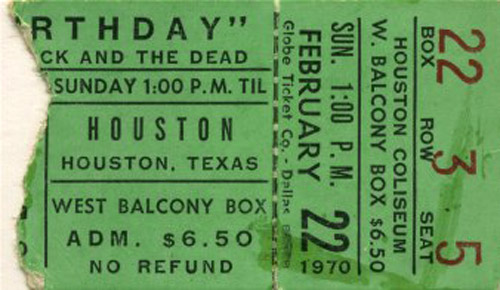 RTHDAY"
CK AND THE DEAD
SUNDAY 1:00 P.M. TIL
HOUSTON
HOUSTON, TEXAS
WEST BALCONY BOX
ADM. $6.50
NO REFUND
Globe Ticket Co.- Dallas
SUN. 1:00 P. M.
FEBRUARY 22
1970
HOUSTON COLISEUM
W. BALCONY BOX $6.50
22 3 5
BOX ROW SEAT